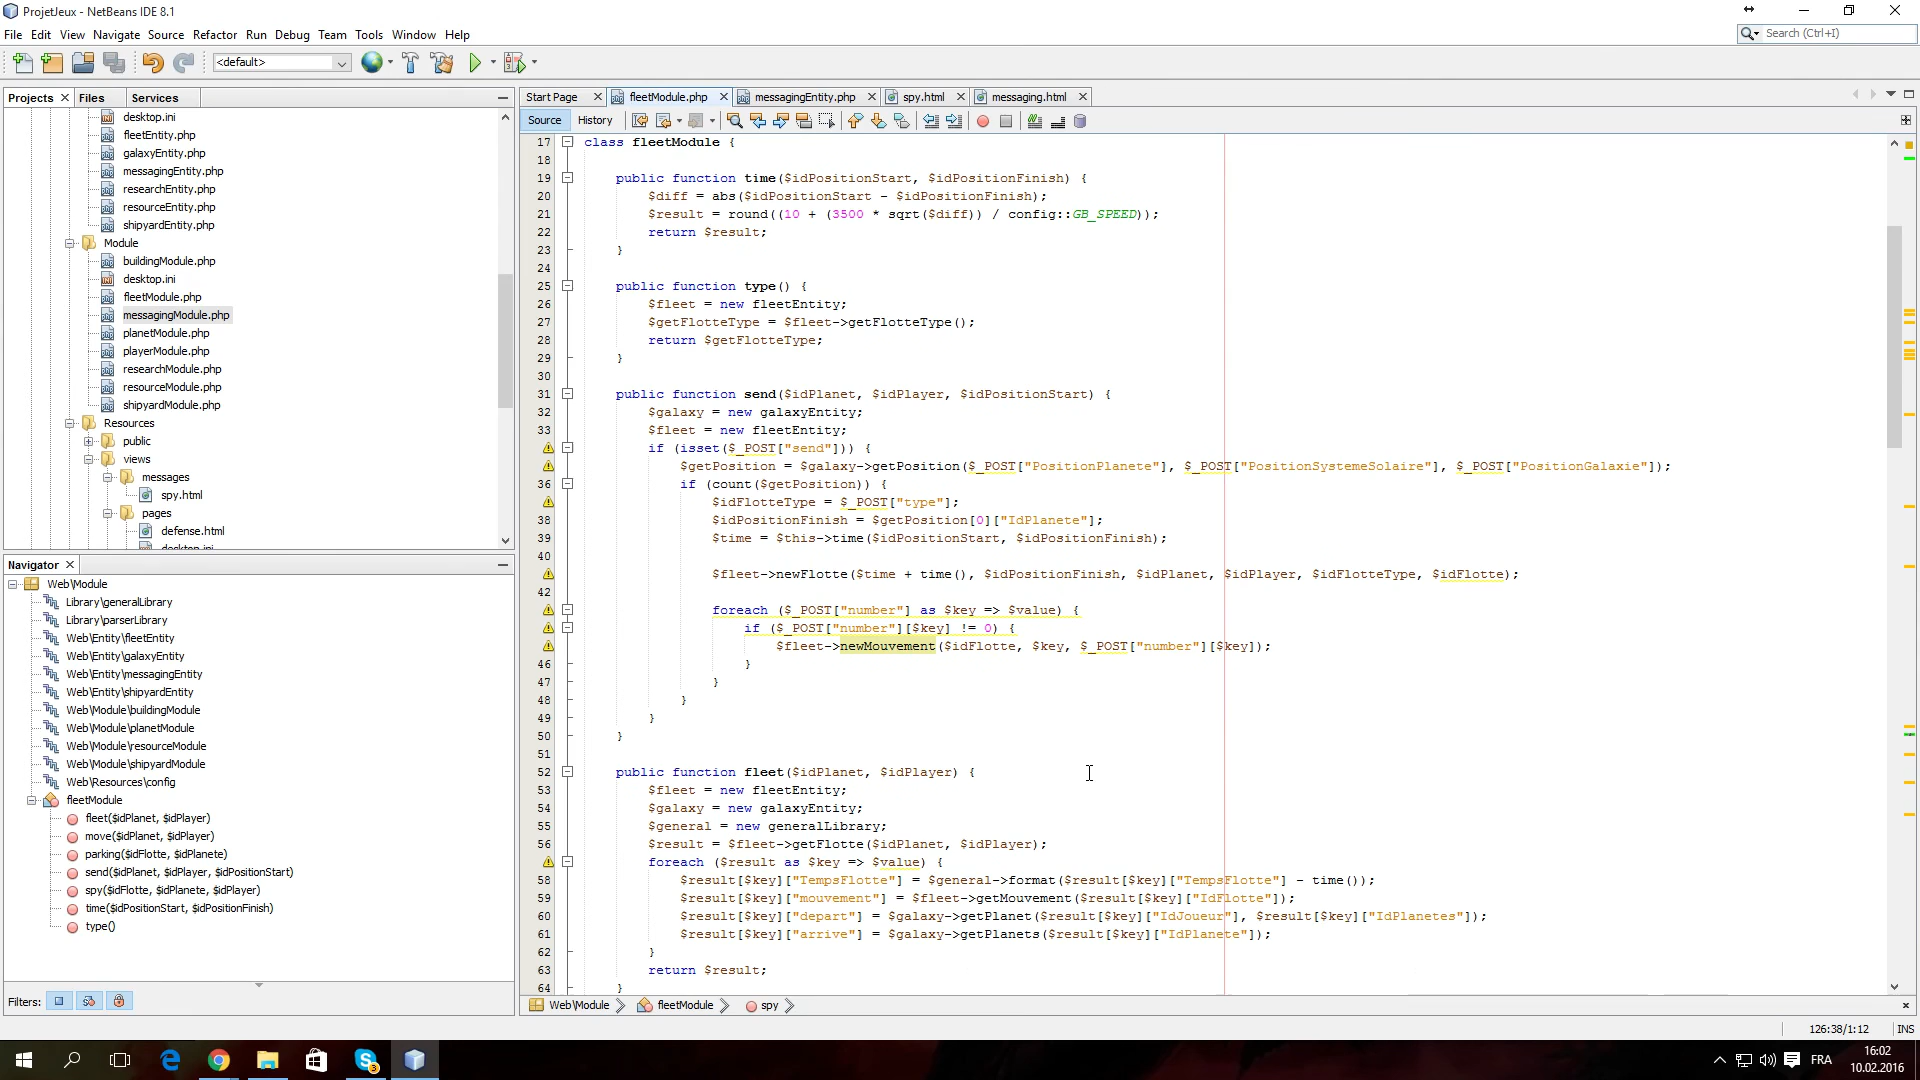 ProjetJeux - NetBeans IDE 8.1
File Edit View Navigate Source Refactor Run Debug Team Tools Window Help
Search (Ctrl+I)
<default>
Projects Files Services
desktop.ini
fleetEntity.php
galaxyEntity.php
messagingEntity.php
researchEntity.php
resourceEntity.php
shipyardEntity.php
Module
buildingModule.php
desktop.ini
fleetModule.php
messagingModule.php
planetModule.php
playerModule.php
researchModule.php
resourceModule.php
shipyardModule.php
Resources
public
views
messages
spy.html
pages
defense.html
desktop.ini
Navigator
Web\Module
Library\generalLibrary
Library\parserLibrary
Web\Entity\fleetEntity
Web\Entity\galaxyEntity
Web\Entity\messagingEntity
Web\Entity\shipyardEntity
Web\Module\buildingModule
Web\Module\planetModule
Web\Module\resourceModule
Web\Module\shipyardModule
Web\Resources\config
fleetModule
fleet($idPlanet, $idPlayer)
move($idPlanet, $idPlayer)
parking($idFlotte, $idPlanete)
send($idPlanet, $idPlayer, $idPositionStart)
spy($idFlotte, $idPlanete, $idPlayer)
time($idPositionStart, $idPositionFinish)
type()
Filters:
Start Page fleetModule.php messagingEntity.php spy.html messaging.html
Source History
17 class fleetModule {
18
19 public function time($idPositionStart, $idPositionFinish) {
20 $diff = abs($idPositionStart - $idPositionFinish);
21 $result = round((10 + (3500 * sqrt($diff)) / config::GB_SPEED));
22 return $result;
23 }
24
25 public function type() {
26 $fleet = new fleetEntity;
27 $getFlotteType = $fleet->getFlotteType();
28 return $getFlotteType;
29 }
30
31 public function send($idPlanet, $idPlayer, $idPositionStart) {
32 $galaxy = new galaxyEntity;
33 $fleet = new fleetEntity;
if (isset($_POST["send"])) {
$getPosition = $galaxy->getPosition($_POST["PositionPlanete"], $_POST["PositionSystemeSolaire"], $_POST["PositionGalaxie"]);
36 if (count($getPosition)) {
$idFlotteType = $_POST["type"];
38 $idPositionFinish = $getPosition[0]["IdPlanete"];
39 $time = $this->time($idPositionStart, $idPositionFinish);
40
$fleet->newFlotte($time + time(), $idPositionFinish, $idPlanet, $idPlayer, $idFlotteType, $idFlotte);
42
foreach ($_POST["number"] as $key => $value) {
if ($_POST["number"][$key] != 0) {
$fleet->newMouvement($idFlotte, $key, $_POST["number"][$key]);
46 }
47 }
48 }
49 }
50 }
51
52 public function fleet($idPlanet, $idPlayer) {
53 $fleet = new fleetEntity;
54 $galaxy = new galaxyEntity;
55 $general = new generalLibrary;
56 $result = $fleet->getFlotte($idPlanet, $idPlayer);
foreach ($result as $key => $value) {
58 $result[$key]["TempsFlotte"] = $general->format($result[$key]["TempsFlotte"] - time());
59 $result[$key]["mouvement"] = $fleet->getMouvement($result[$key]["IdFlotte"]);
60 $result[$key]["depart"] = $galaxy->getPlanet($result[$key]["IdJoueur"], $result[$key]["IdPlanetes"]);
61 $result[$key]["arrive"] = $galaxy->getPlanets($result[$key]["IdPlanete"]);
62 }
63 return $result;
64 }
Web\Module fleetModule spy
126:38/1:12 INS
3
FRA
16:02
10.02.2016